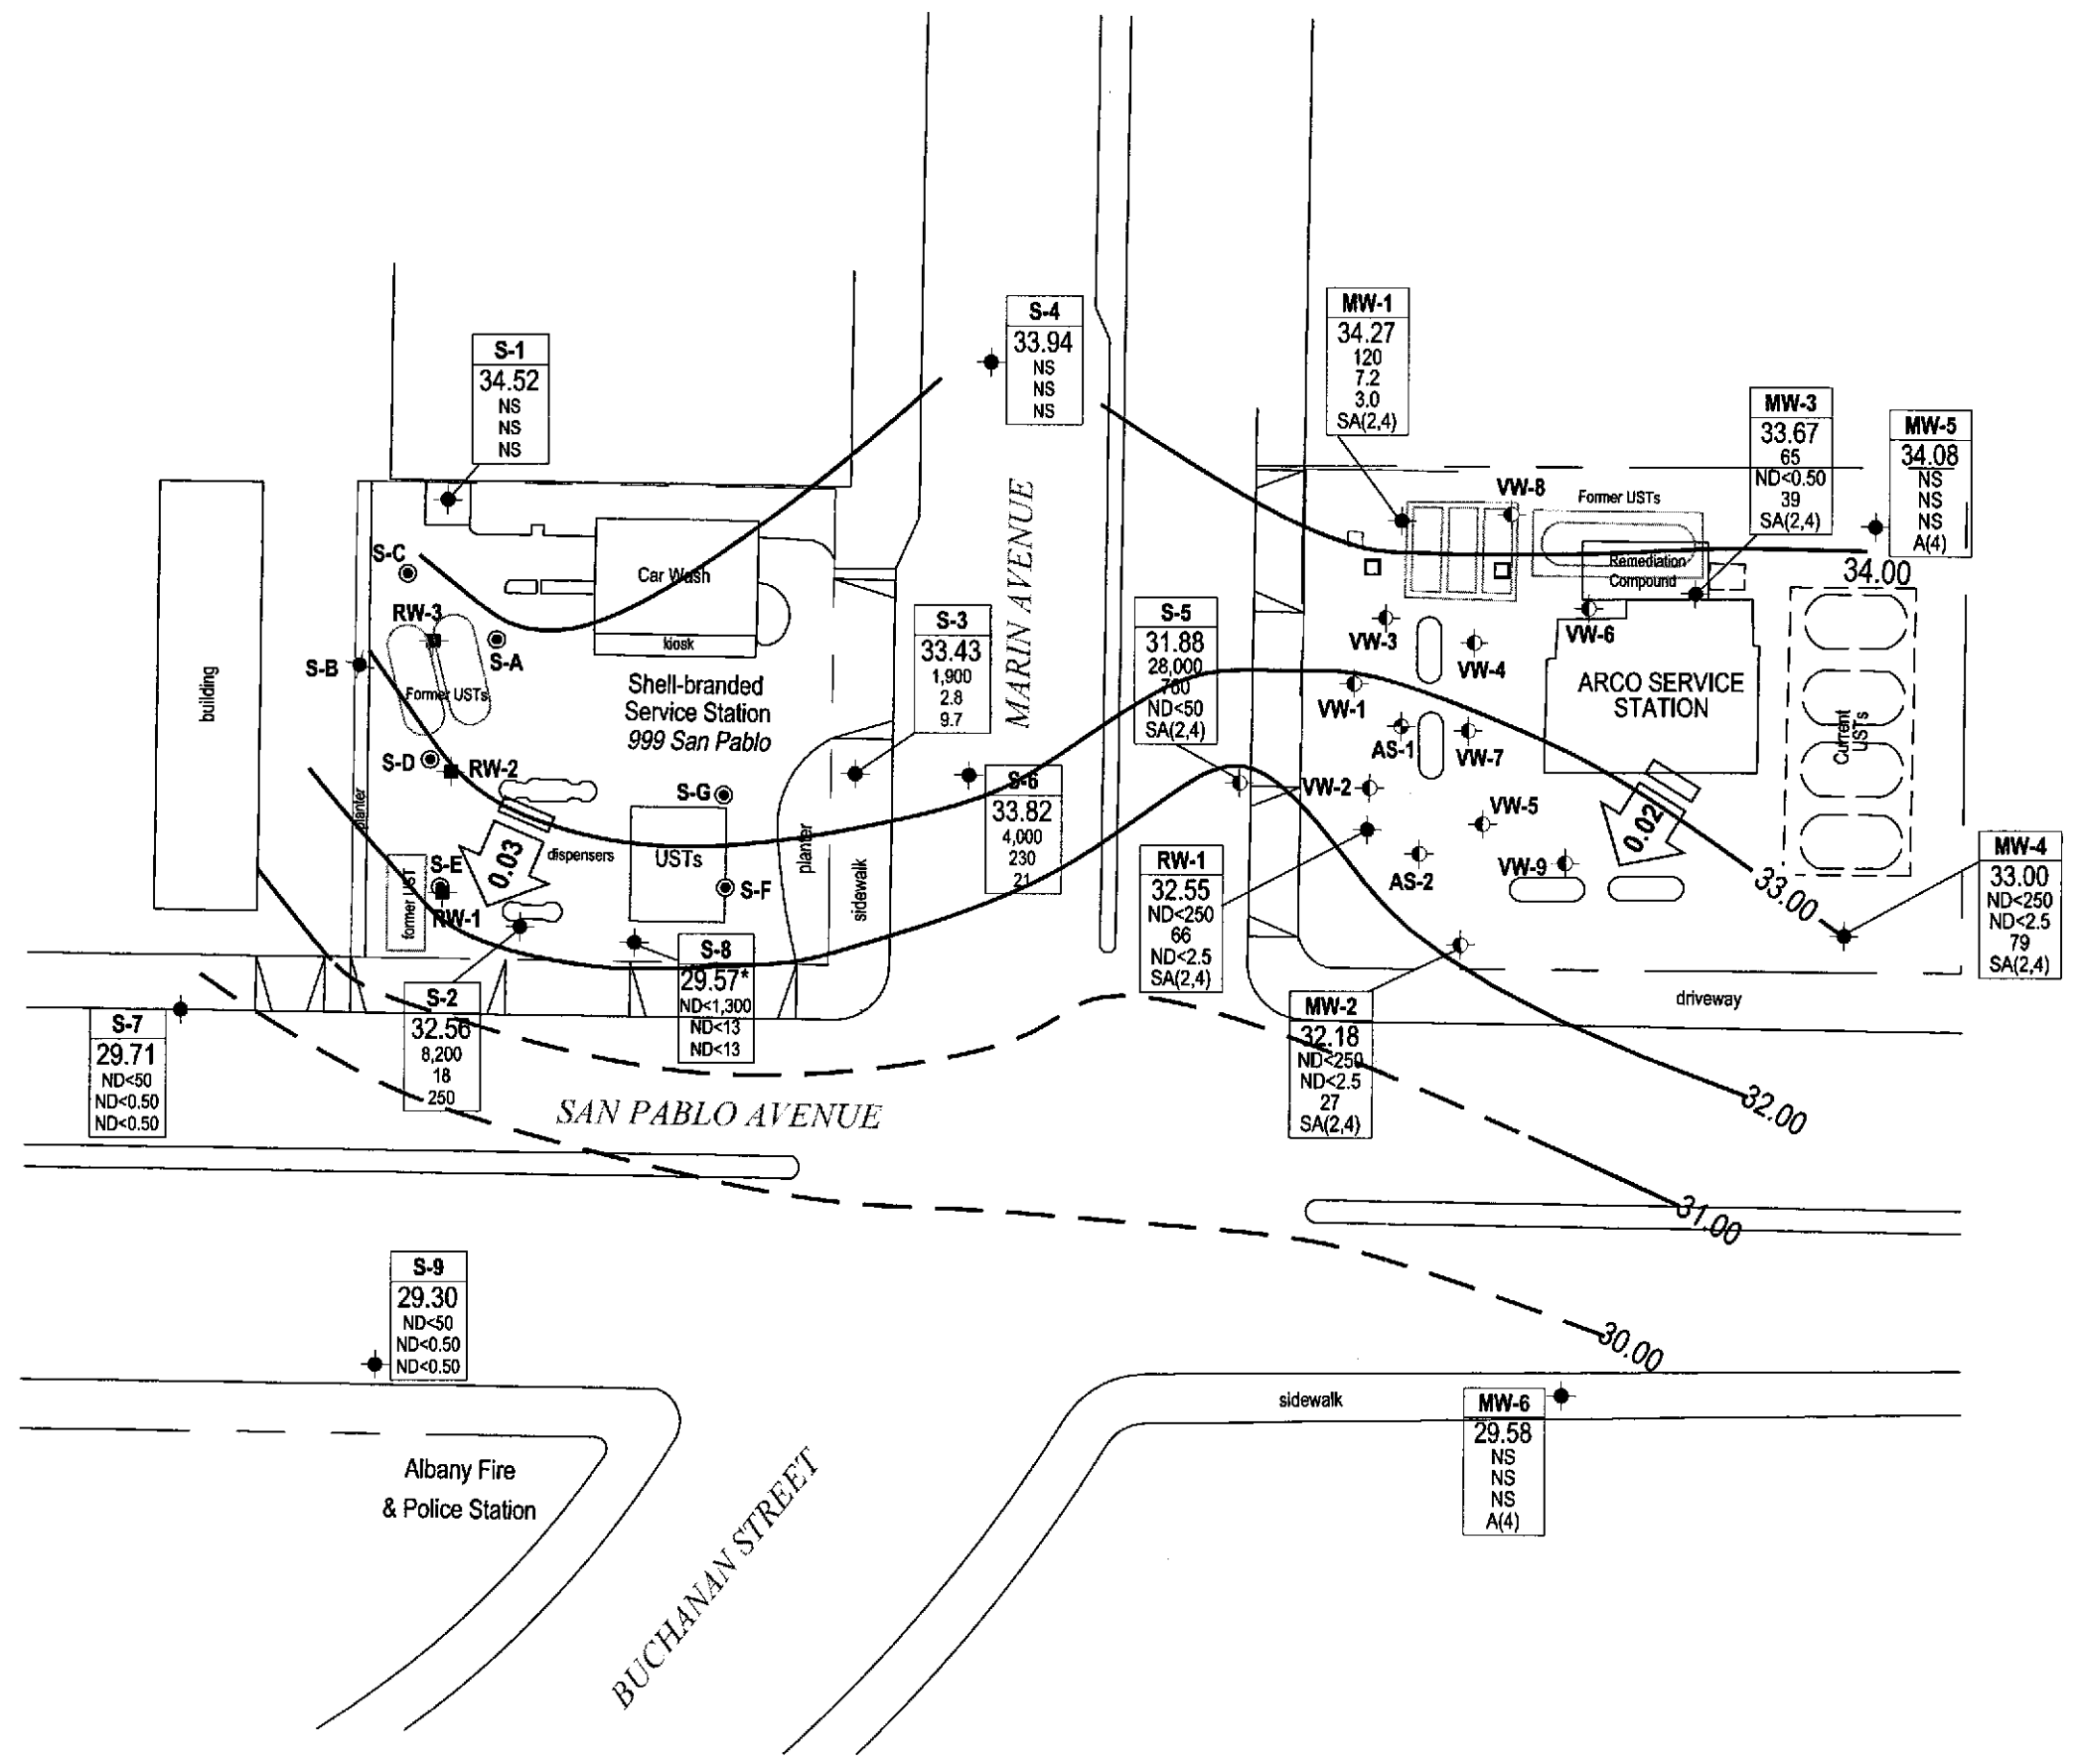 S-4
33.94
NS
NS
NS
MW-1
34.27
120
7.2
3.0
SA(2,4)
S-1
34.52
NS
NS
NS
MW-3
33.67
65
ND<0.50
39
SA(2,4)
MW-5
34.08
NS
NS
NS
A(4)
MARIN AVENUE
VW-8
Former USTs
S-C
Car Wash
kiosk
Remediation
Compound
34.00
RW-3
S-A
S-B
Former USTs
building
S-3
33.43
1,900
2.8
9.7
S-5
31.88
28,000
760
ND<50
SA(2,4)
VW-3
VW-4
VW-6
Shell-branded
Service Station
999 San Pablo
ARCO SERVICE
STATION
VW-1
AS-1
VW-7
Current
USTs
S-D
RW-2
S-G
S-6
33.82
4,000
230
21
VW-2
VW-5
0.02
planter
dispensers
USTs
planter
sidewalk
S-E
0.03
S-F
former UST
RW-1
RW-1
32.55
ND<250
66
ND<2.5
SA(2,4)
AS-2
VW-9
33.00
MW-4
33.00
ND<250
ND<2.5
79
SA(2,4)
S-8
29.57*
ND<1,300
ND<13
ND<13
S-2
32.56
8,200
18
250
S-7
29.71
ND<50
ND<0.50
ND<0.50
MW-2
32.18
ND<250
ND<2.5
27
SA(2,4)
driveway
32.00
SAN PABLO AVENUE
31.00
S-9
29.30
ND<50
ND<0.50
ND<0.50
30.00
sidewalk
MW-6
29.58
NS
NS
NS
A(4)
Albany Fire
& Police Station
BUCHANAN STREET